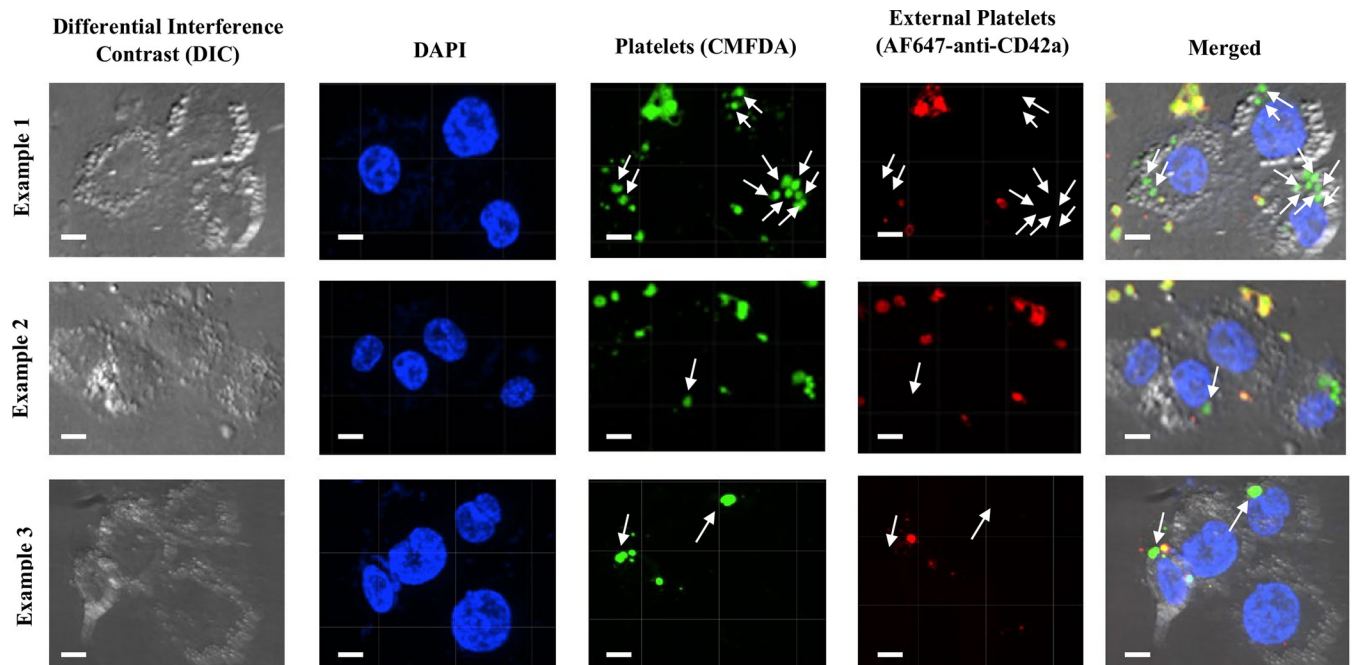 Differential Interference
Contrast (DIC)
DAPI
Platelets (CMFDA)
External Platelets
(AF647-anti-CD42a)
Merged
Example 1
Example 2
Example 3